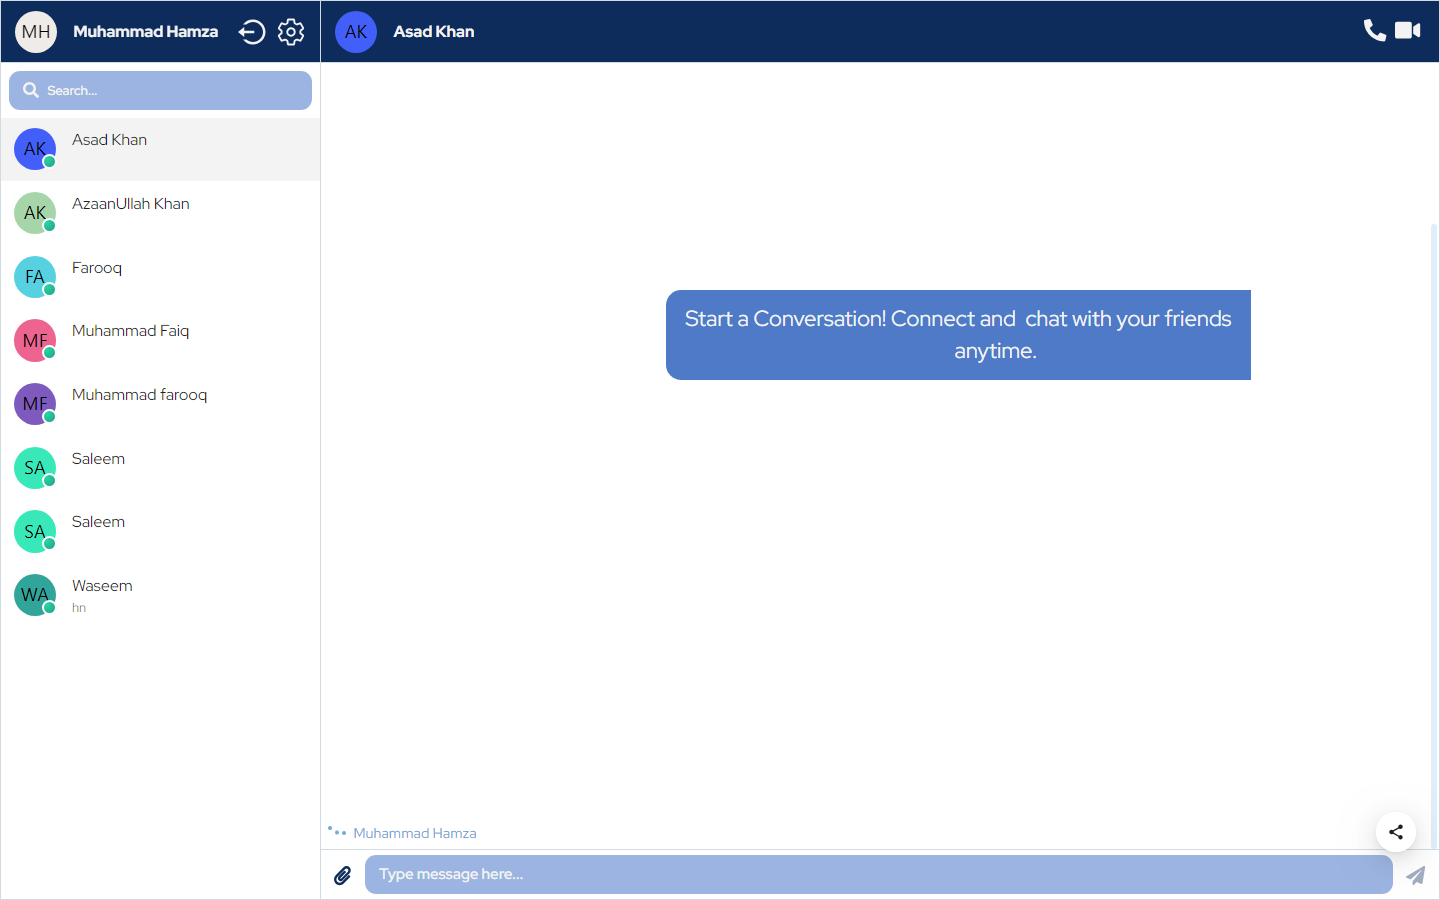 MH Muhammad Hamza
Search...
AK Asad Khan
AK AzaanUllah Khan
FA Farooq
MF Muhammad Faiq
MF Muhammad farooq
SA Saleem
SA Saleem
WA Waseem
hn
AK Asad Khan
Start a Conversation! Connect and  chat with your friends
anytime.
Muhammad Hamza
Type message here...